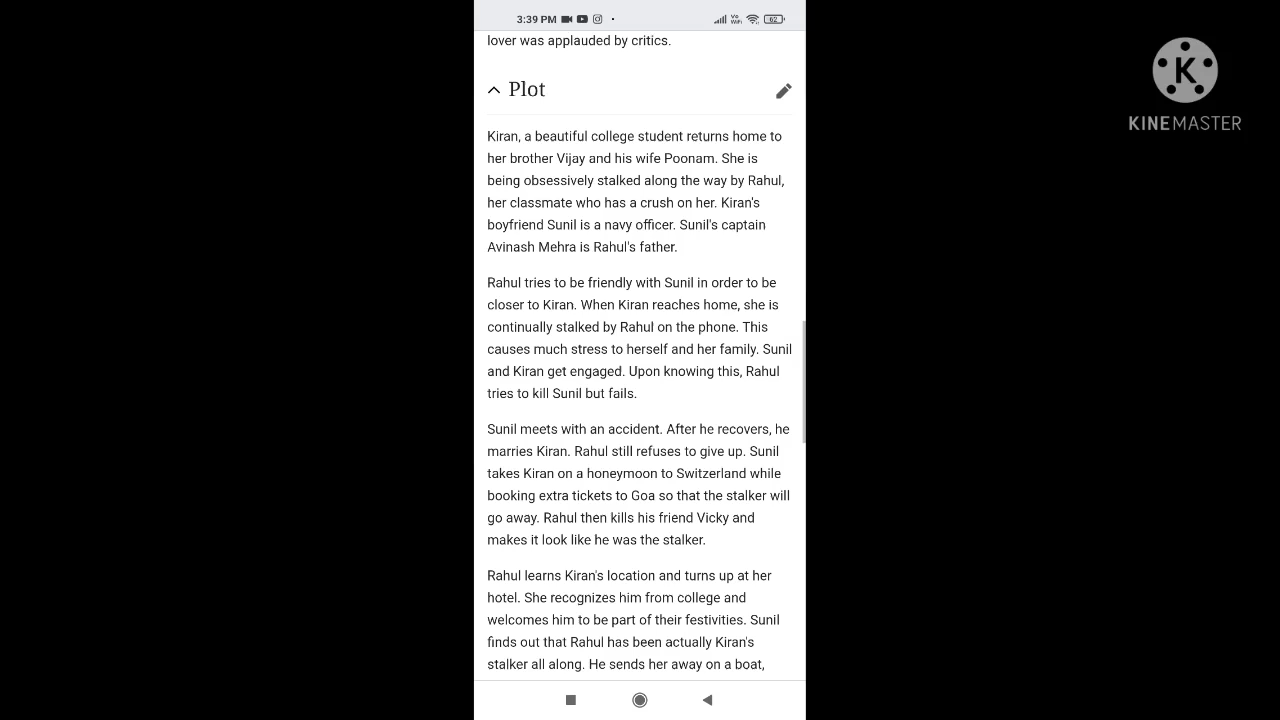 3:39 PM
Vo
WiFi
62
lover was applauded by critics.
Plot
K
KINEMASTER
Kiran, a beautiful college student returns home to
her brother Vijay and his wife Poonam. She is
being obsessively stalked along the way by Rahul,
her classmate who has a crush on her. Kiran's
boyfriend Sunil is a navy officer. Sunil's captain
Avinash Mehra is Rahul's father.
Rahul tries to be friendly with Sunil in order to be
closer to Kiran. When Kiran reaches home, she is
continually stalked by Rahul on the phone. This
causes much stress to herself and her family. Sunil
and Kiran get engaged. Upon knowing this, Rahul
tries to kill Sunil but fails.
Sunil meets with an accident. After he recovers, he
marries Kiran. Rahul still refuses to give up. Sunil
takes Kiran on a honeymoon to Switzerland while
booking extra tickets to Goa so that the stalker will
go away. Rahul then kills his friend Vicky and
makes it look like he was the stalker.
Rahul learns Kiran's location and turns up at her
hotel. She recognizes him from college and
welcomes him to be part of their festivities. Sunil
finds out that Rahul has been actually Kiran's
stalker all along. He sends her away on a boat,